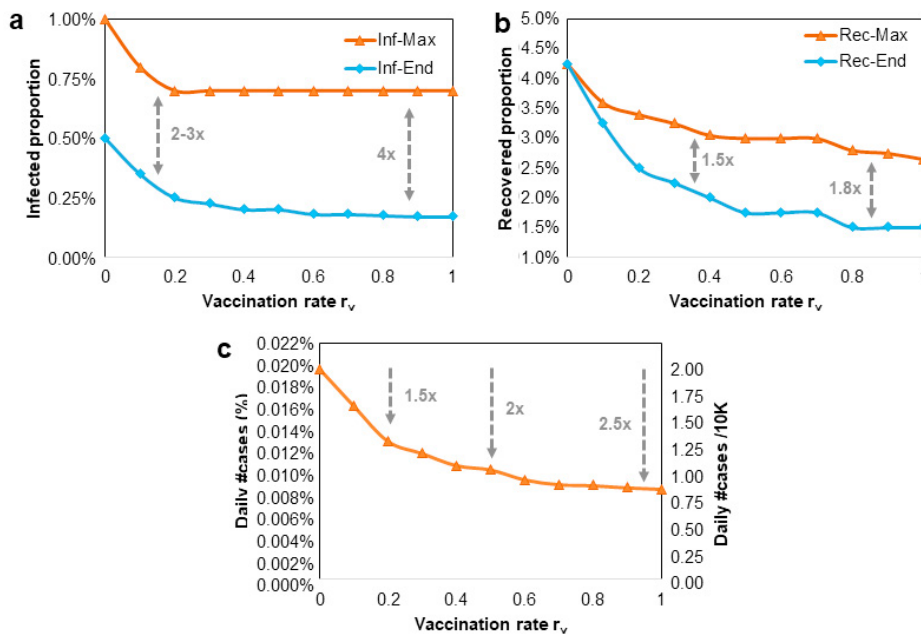 a
1.00%
0.75%
0.50%
0.25%
0.00%
Infected proportion
Inf-Max
Inf-End
2-3x
4x
0 0.2 0.4 0.6 0.8 1
Vaccination rate rv
b
5.0%
4.5%
4.0%
3.5%
3.0%
2.5%
2.0%
1.5%
1.0%
Recovered proportion
Rec-Max
Rec-End
1.5x
1.8x
0 0.2 0.4 0.6 0.8
Vaccination rate rv
c
0.022%
0.020%
0.018%
0.016%
0.014%
0.012%
0.010%
0.008%
0.006%
0.004%
0.002%
0.000%
Daily #cases (%)
1.5x
2x
2.5x
2.00
1.75
1.50
1.25
1.00
0.75
0.50
0.25
0.00
Daily #cases /10K
0 0.2 0.4 0.6 0.8 1
Vaccination rate rv